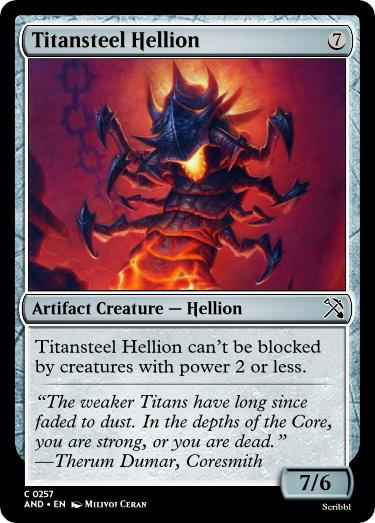 Titansteel Hellion 7
Artifact Creature — Hellion
Titansteel Hellion can't be blocked
by creatures with power 2 or less.
"The weaker Titans have long since
faded to dust. In the depths of the Core,
you are strong, or you are dead."
—Therum Dumar, Coresmith
7/6
C 0257
AND • EN Milivoj Ceran
Scribbl